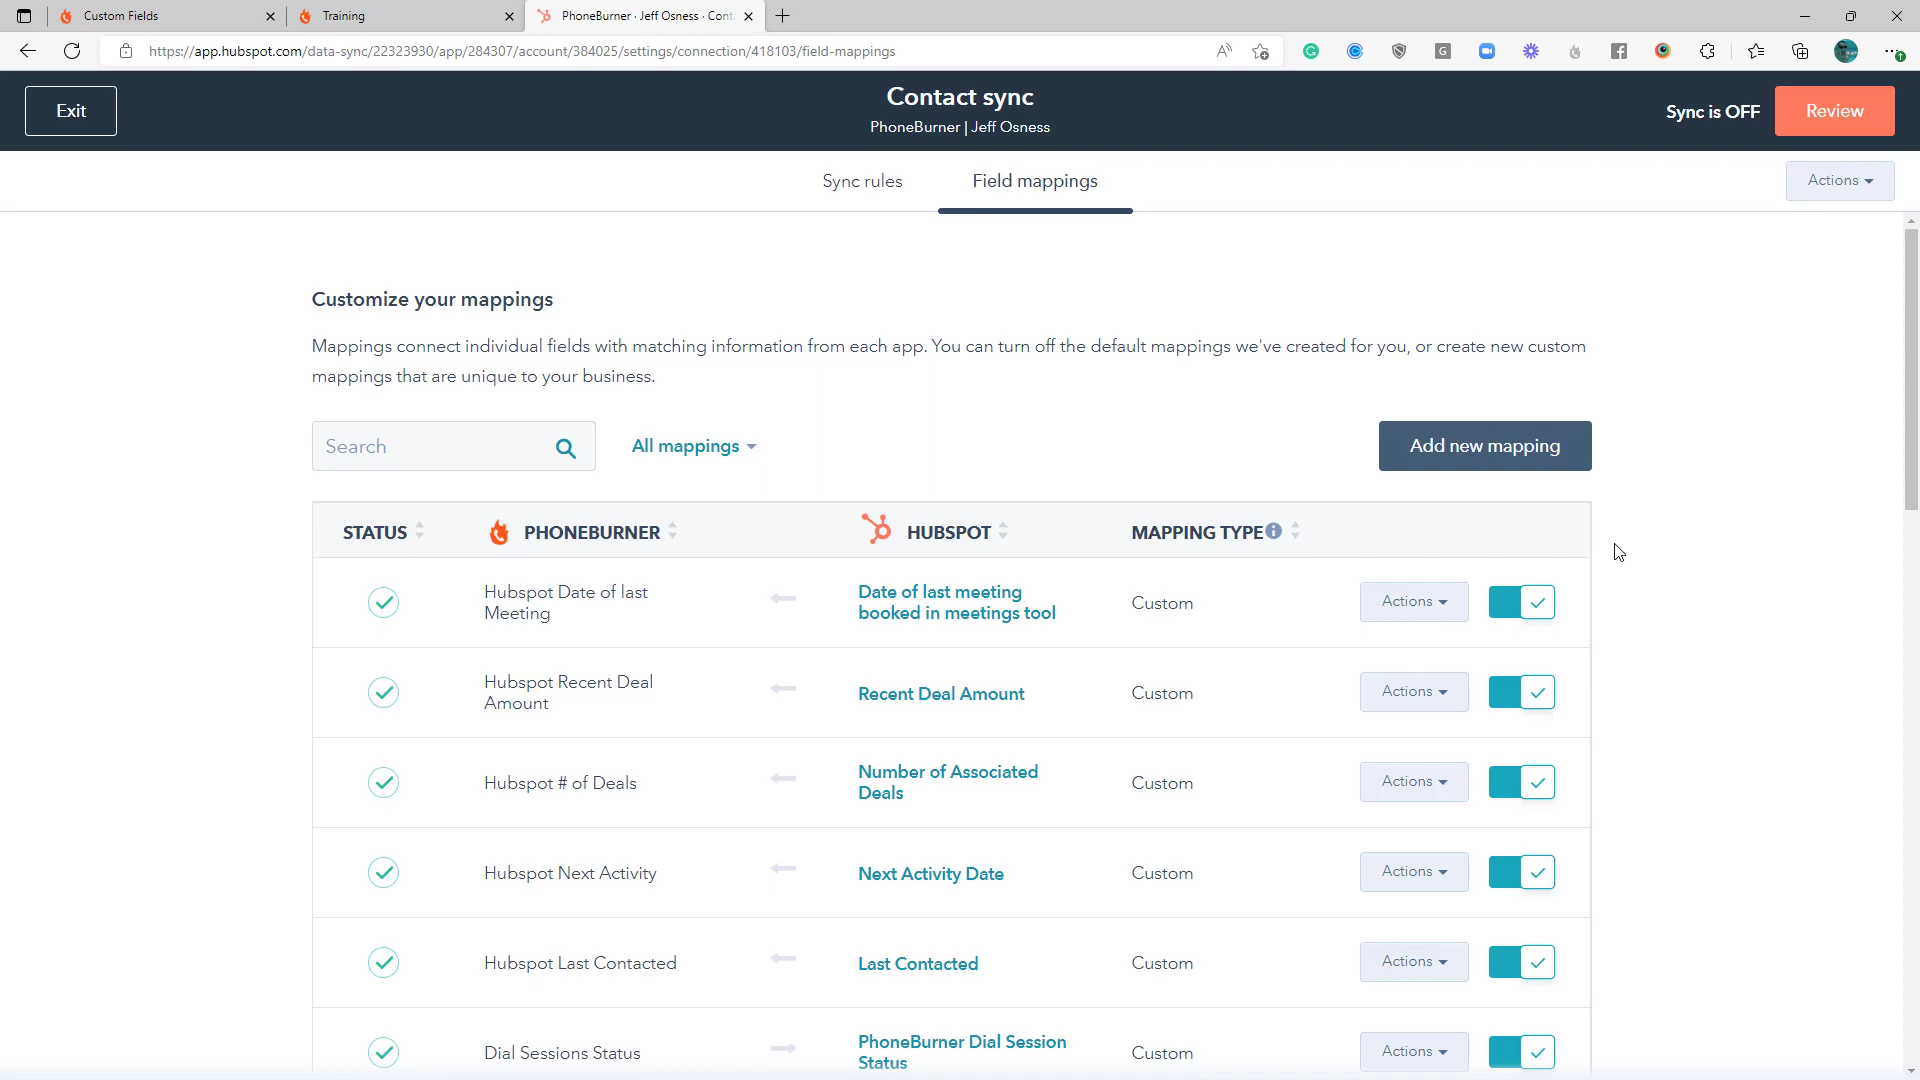 Custom Fields
Training
PhoneBurner · Jeff Osness · Cont
https://app.hubspot.com/data-sync/22323930/app/284307/account/384025/settings/connection/418103/field-mappings
Exit
Contact sync
PhoneBurner | Jeff Osness
Sync is OFF
Review
Sync rules
Field mappings
Actions
Customize your mappings
Mappings connect individual fields with matching information from each app. You can turn off the default mappings we've created for you, or create new custom
mappings that are unique to your business.
Search
All mappings
Add new mapping
STATUS
PHONEBURNER
HUBSPOT
MAPPING TYPE
Hubspot Date of last
Meeting
Date of last meeting
booked in meetings tool
Custom
Actions
Hubspot Recent Deal
Amount
Recent Deal Amount
Custom
Actions
Hubspot # of Deals
Number of Associated
Deals
Custom
Actions
Hubspot Next Activity
Next Activity Date
Custom
Actions
Hubspot Last Contacted
Last Contacted
Custom
Actions
Dial Sessions Status
PhoneBurner Dial Session
Status
Custom
Actions